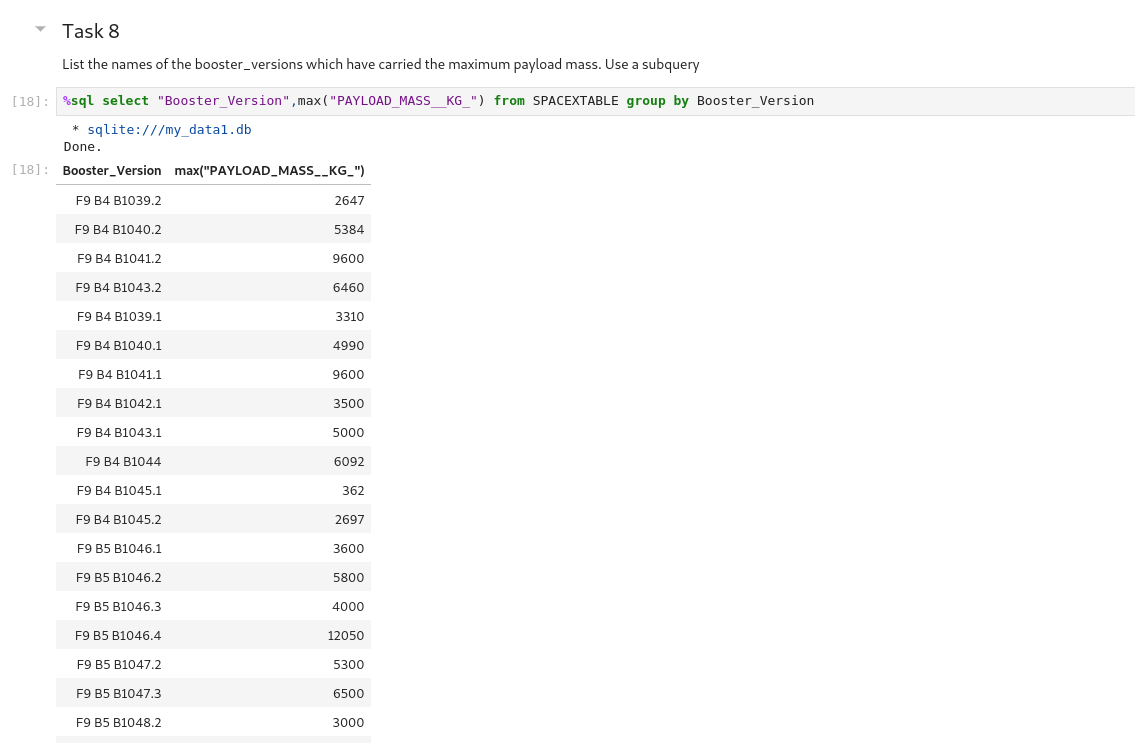 Task 8
List the names of the booster_versions which have carried the maximum payload mass. Use a subquery
[18]: %sql select "Booster_Version",max("PAYLOAD_MASS__KG_") from SPACEXTABLE group by Booster_Version
* sqlite:///my_data1.db
Done.
[18]: Booster_Version max("PAYLOAD_MASS__KG_")
F9 B4 B1039.2 2647
F9 B4 B1040.2 5384
F9 B4 B1041.2 9600
F9 B4 B1043.2 6460
F9 B4 B1039.1 3310
F9 B4 B1040.1 4990
F9 B4 B1041.1 9600
F9 B4 B1042.1 3500
F9 B4 B1043.1 5000
F9 B4 B1044 6092
F9 B4 B1045.1 362
F9 B4 B1045.2 2697
F9 B5 B1046.1 3600
F9 B5 B1046.2 5800
F9 B5 B1046.3 4000
F9 B5 B1046.4 12050
F9 B5 B1047.2 5300
F9 B5 B1047.3 6500
F9 B5 B1048.2 3000